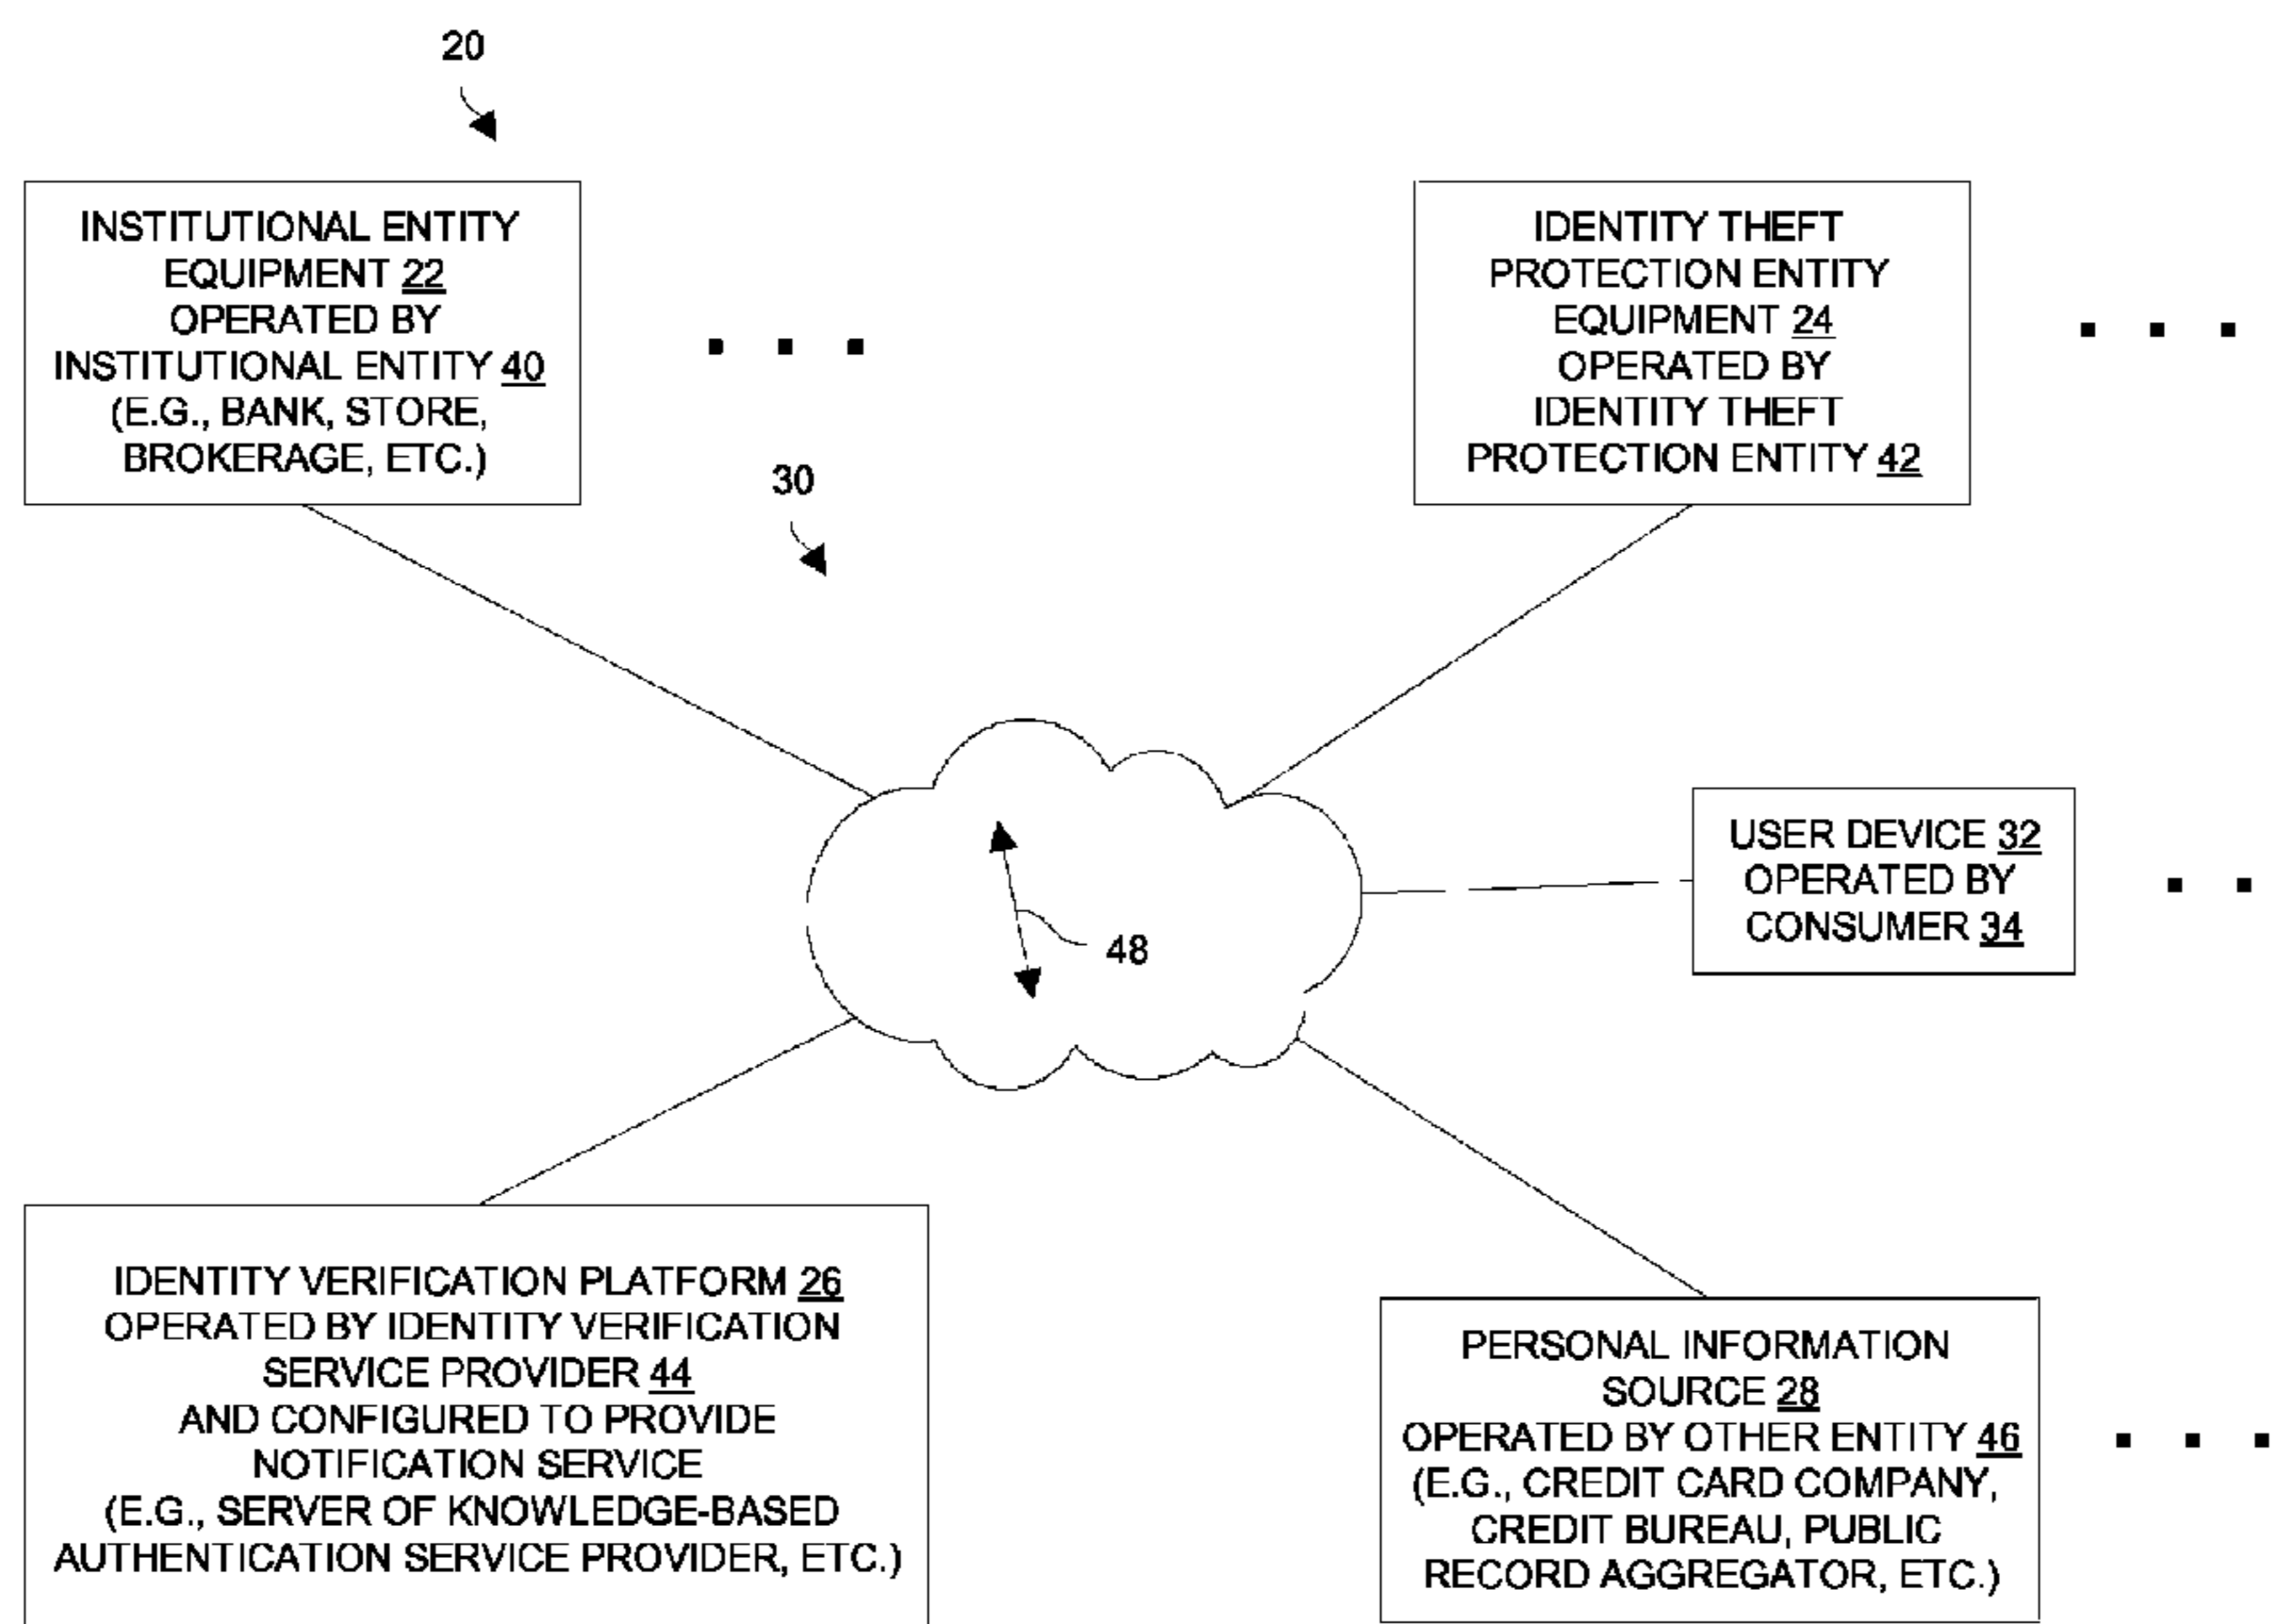 20
INSTITUTIONAL ENTITY
EQUIPMENT 22
OPERATED BY
INSTITUTIONAL ENTITY 40
(E.G., BANK, STORE,
BROKERAGE, ETC.)
IDENTITY THEFT
PROTECTION ENTITY
EQUIPMENT 24
OPERATED BY
IDENTITY THEFT
PROTECTION ENTITY 42
30
USER DEVICE 32
OPERATED BY
CONSUMER 34
48
IDENTITY VERIFICATION PLATFORM 26
OPERATED BY IDENTITY VERIFICATION
SERVICE PROVIDER 44
AND CONFIGURED TO PROVIDE
NOTIFICATION SERVICE
(E.G., SERVER OF KNOWLEDGE-BASED
AUTHENTICATION SERVICE PROVIDER, ETC.)
PERSONAL INFORMATION
SOURCE 28
OPERATED BY OTHER ENTITY 46
(E.G., CREDIT CARD COMPANY,
CREDIT BUREAU, PUBLIC
RECORD AGGREGATOR, ETC.)